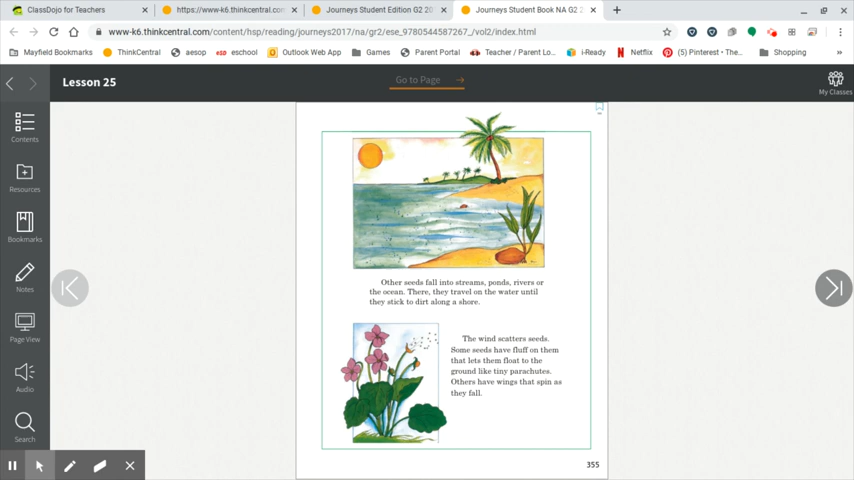 ClassDojo for Teachers
https://www-k6.thinkcentral.com
Journeys Student Edition G2 20
Journeys Student Book NA G2 2
www-k6.thinkcentral.com/content/hsp/reading/journeys2017/na/gr2/ese_9780544587267_/vol2/index.html
Mayfield Bookmarks ThinkCentral aesop esd eschool Outlook Web App Games Parent Portal Teacher / Parent Lo... i-Ready Netflix (5) Pinterest • The... Shopping
Lesson 25
Go to Page
My Classes
Contents
Resources
Bookmarks
Notes
Page View
Audio
Search
Other seeds fall into streams, ponds, rivers or
the ocean. There, they travel on the water until
they stick to dirt along a shore.
The wind scatters seeds.
Some seeds have fluff on them
that lets them float to the
ground like tiny parachutes.
Others have wings that spin as
they fall.
355